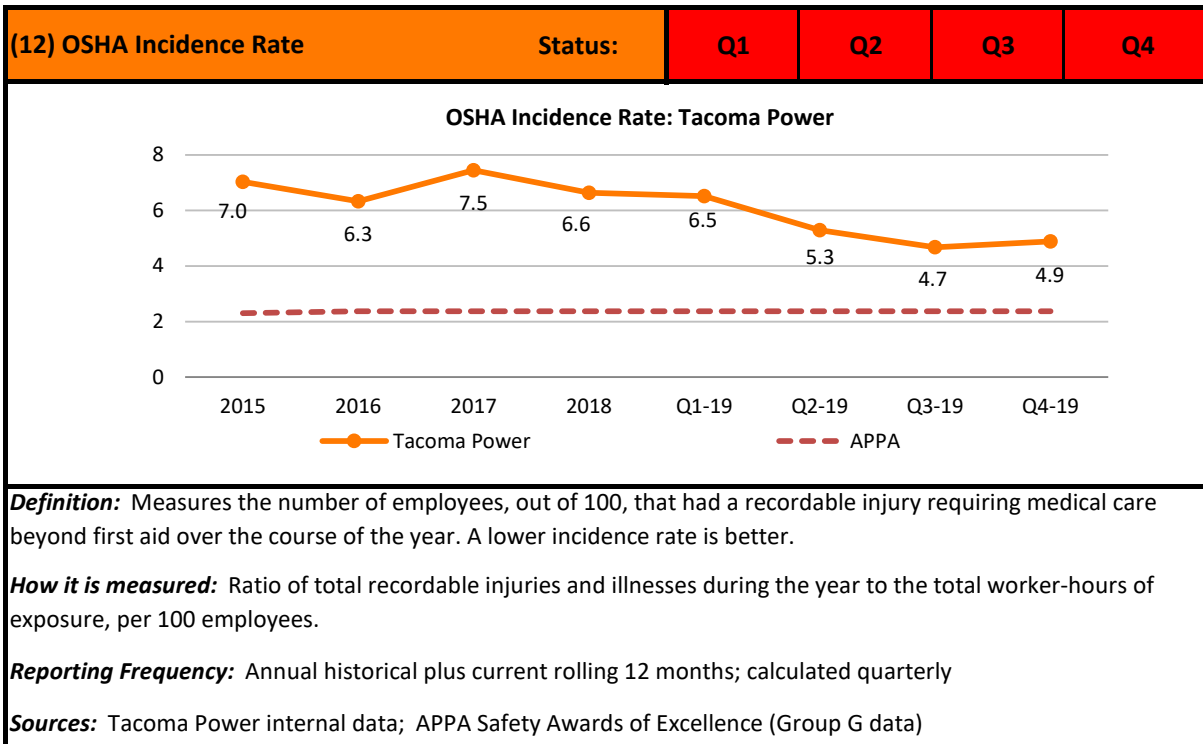 (12) OSHA Incidence Rate Status: Q1 Q2 Q3 Q4
OSHA Incidence Rate: Tacoma Power
8
6
4
2
0
7.0 6.3 7.5 6.6 6.5 5.3 4.7 4.9
2015 2016 2017 2018 Q1-19 Q2-19 Q3-19 Q4-19
Tacoma Power APPA
Definition: Measures the number of employees, out of 100, that had a recordable injury requiring medical care
beyond first aid over the course of the year. A lower incidence rate is better.
How it is measured: Ratio of total recordable injuries and illnesses during the year to the total worker-hours of
exposure, per 100 employees.
Reporting Frequency: Annual historical plus current rolling 12 months; calculated quarterly
Sources: Tacoma Power internal data; APPA Safety Awards of Excellence (Group G data)